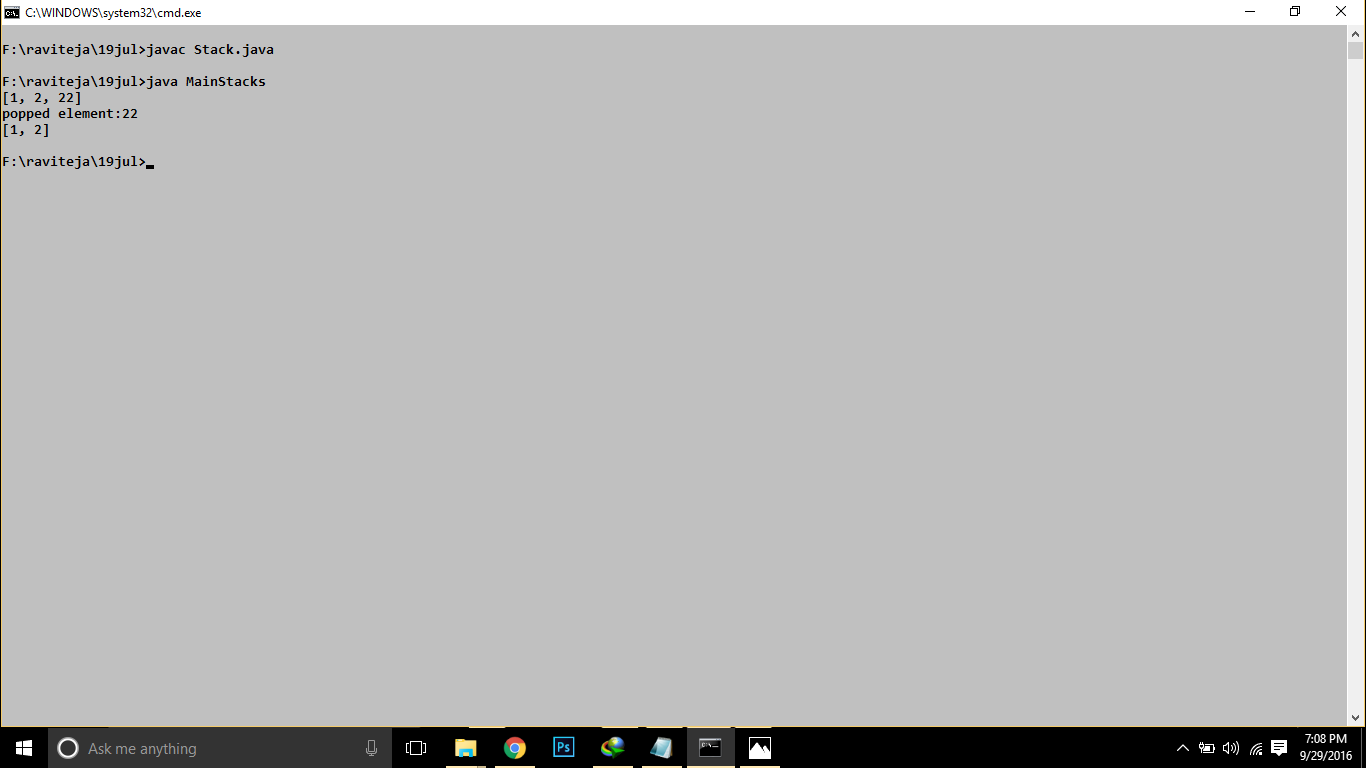 C:\WINDOWS\system32\cmd.exe
F:\raviteja\19jul>javac Stack.java
F:\raviteja\19jul>java MainStacks
[1, 2, 22]
popped element:22
[1, 2]
F:\raviteja\19jul>
Ask me anything
Ps
7:08 PM
9/29/2016